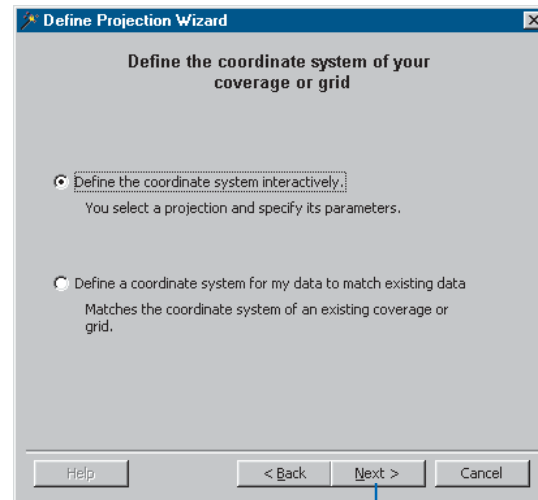 Define Projection Wizard
Define the coordinate system of your
coverage or grid
Define the coordinate system interactively.
You select a projection and specify its parameters.
Define a coordinate system for my data to match existing data
Matches the coordinate system of an existing coverage or
grid.
Help < Back Next > Cancel